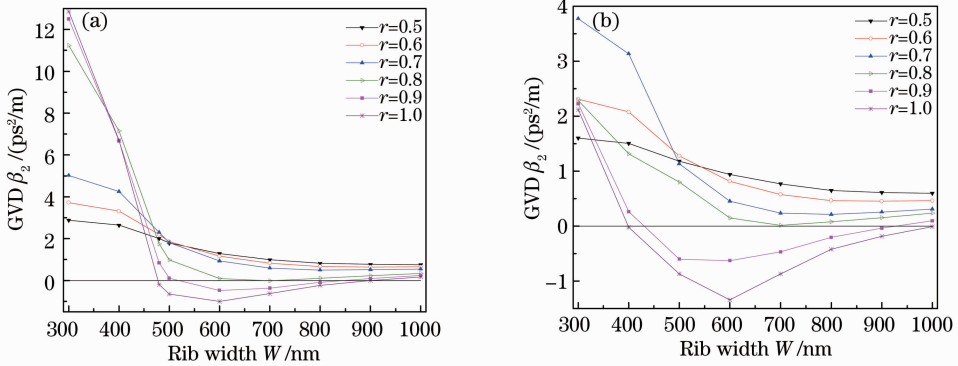 (a)
r=0.5
r=0.6
r=0.7
r=0.8
r=0.9
r=1.0
12
10
8
6
4
2
0
GVD β₂/(ps²/m)
300 400 500 600 700 800 900 1000
Rib width W/nm
(b)
r=0.5
r=0.6
r=0.7
r=0.8
r=0.9
r=1.0
4
3
2
1
0
−1
GVD β₂/(ps²/m)
300 400 500 600 700 800 900 1000
Rib width W/nm